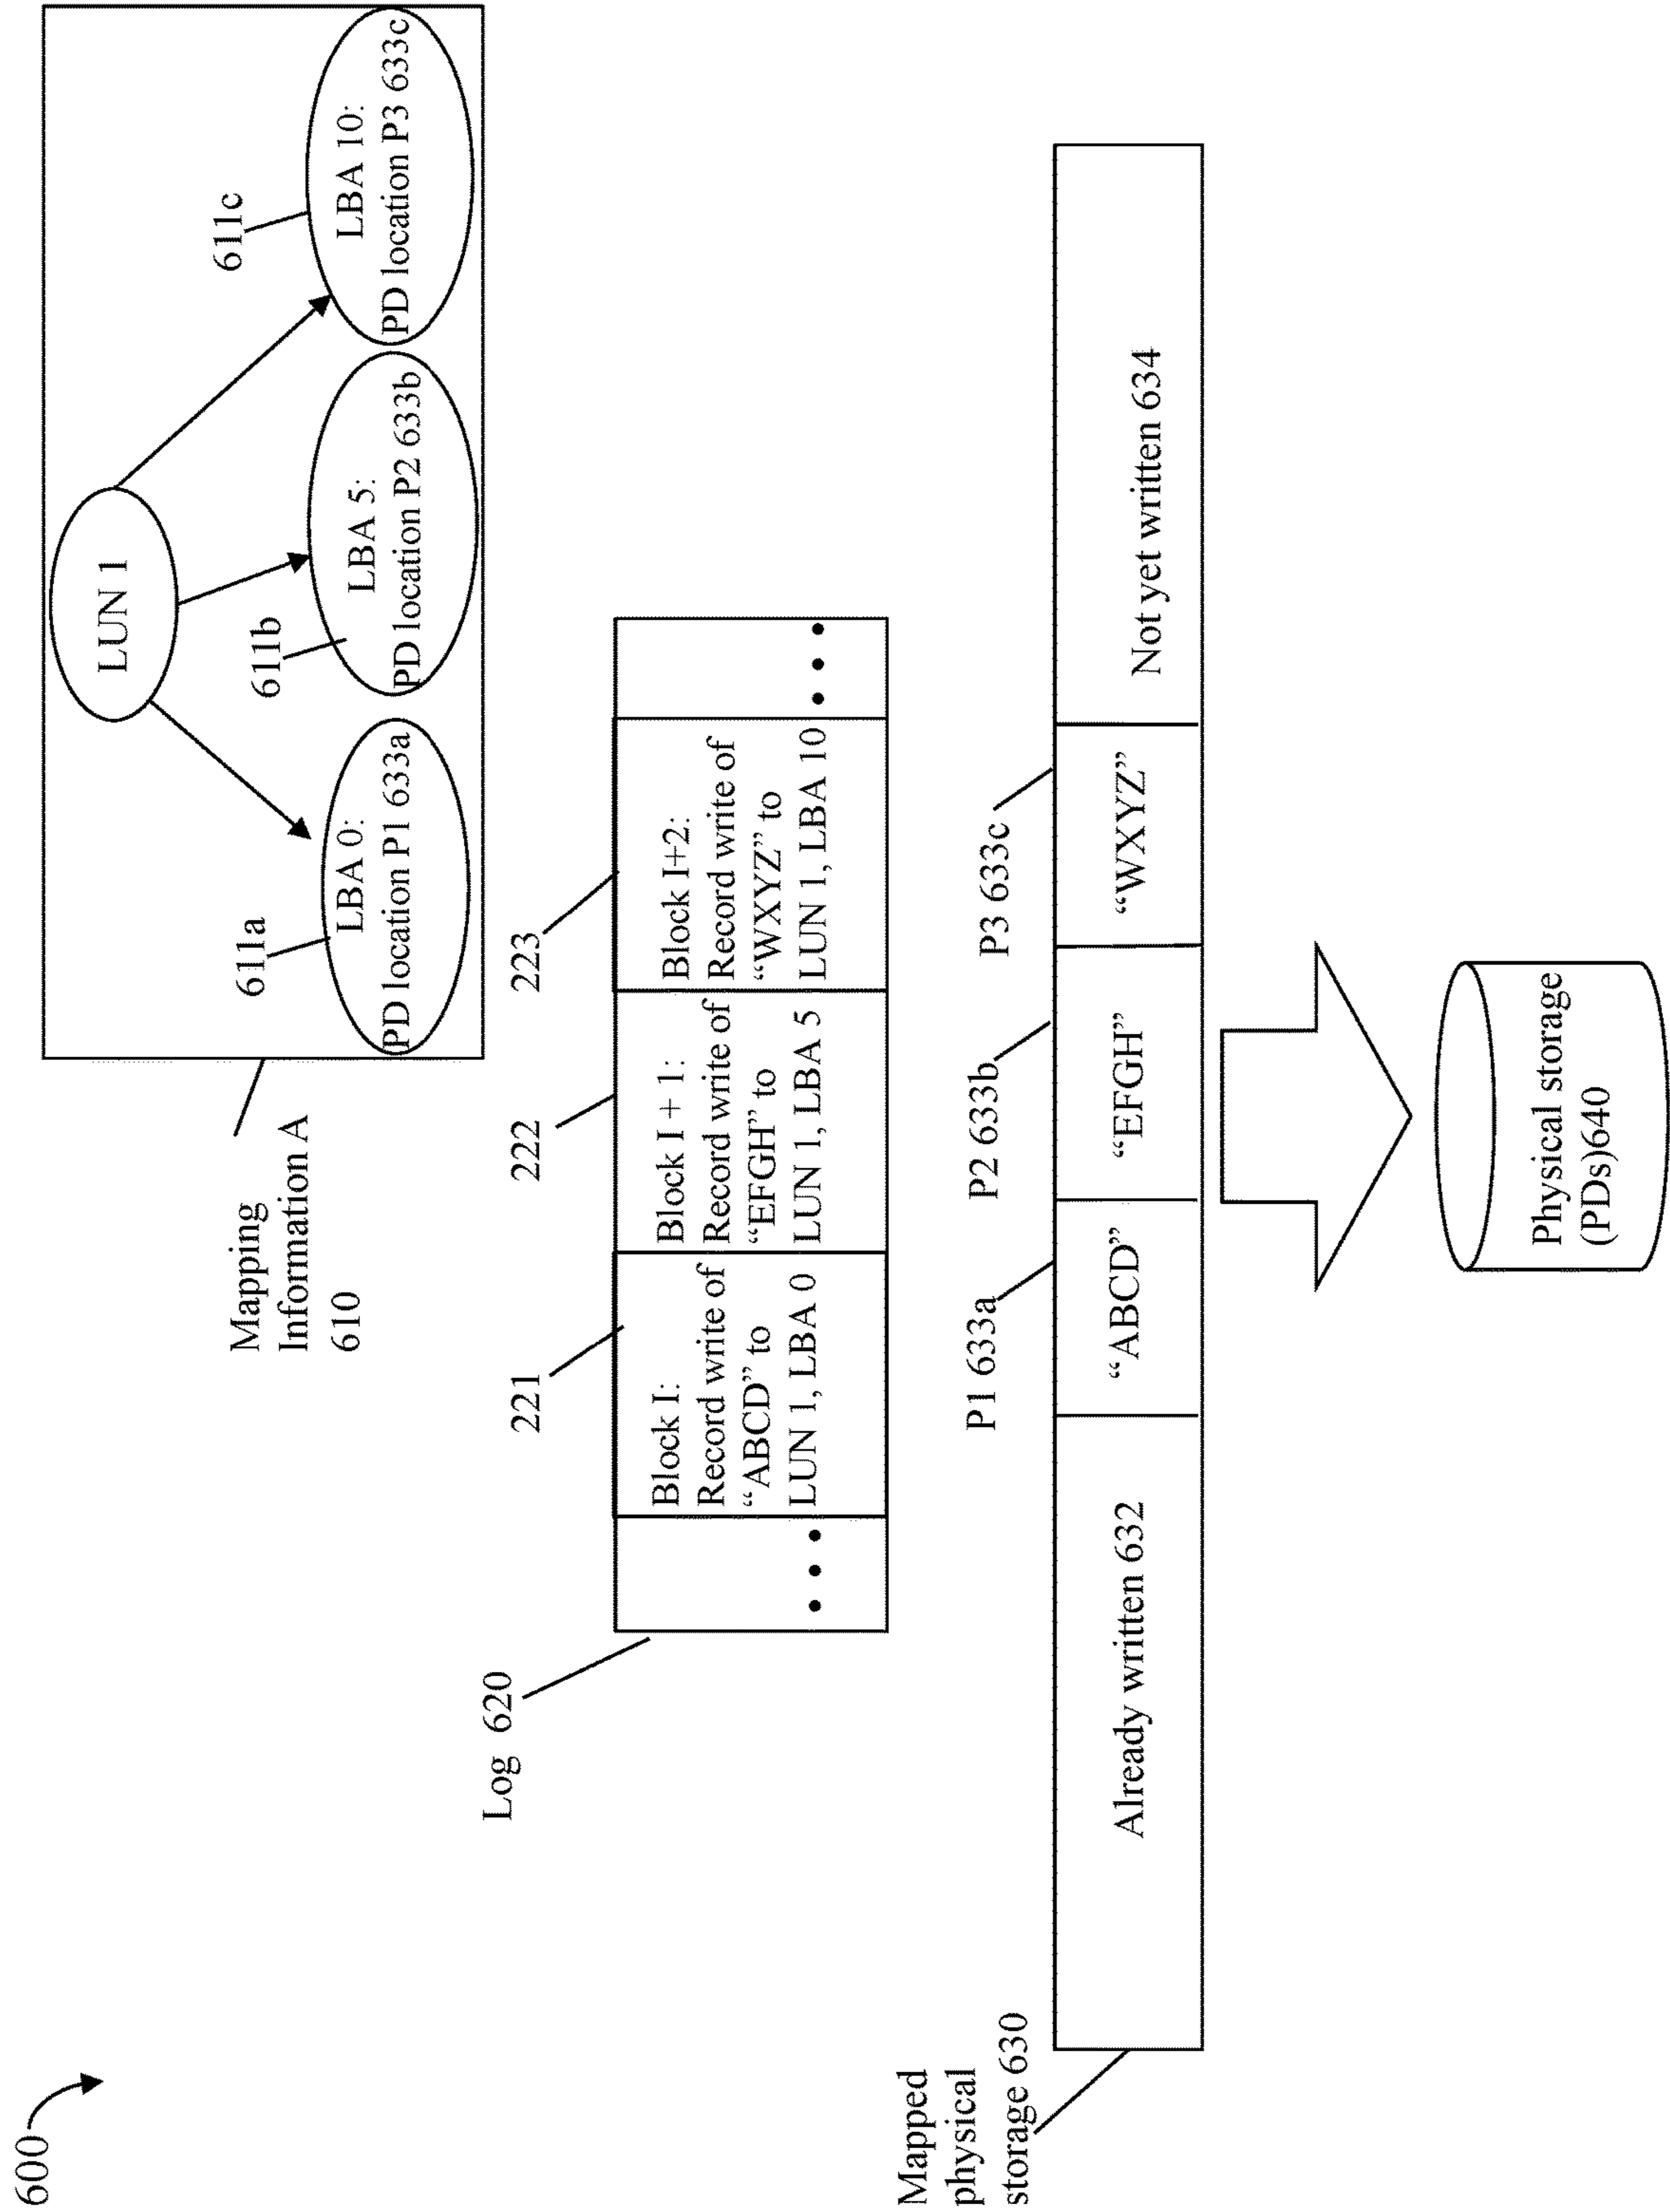 600
LUN 1
611a
611b
611c
LBA 0:
PD location P1 633a
LBA 5:
PD location P2 633b
LBA 10:
PD location P3 633c
Mapping
Information A
610
Log 620
221
222
223
Block I:
Record write of
“ABCD” to
LUN 1, LBA 0
Block I + 1:
Record write of
“EFGH” to
LUN 1, LBA 5
Block I+2:
Record write of
“WXYZ” to
LUN 1, LBA 10
Mapped
physical
storage 630
P1 633a
P2 633b
P3 633c
Already written 632
“ABCD”
“EFGH”
“WXYZ”
Not yet written 634
Physical storage
(PDs)640